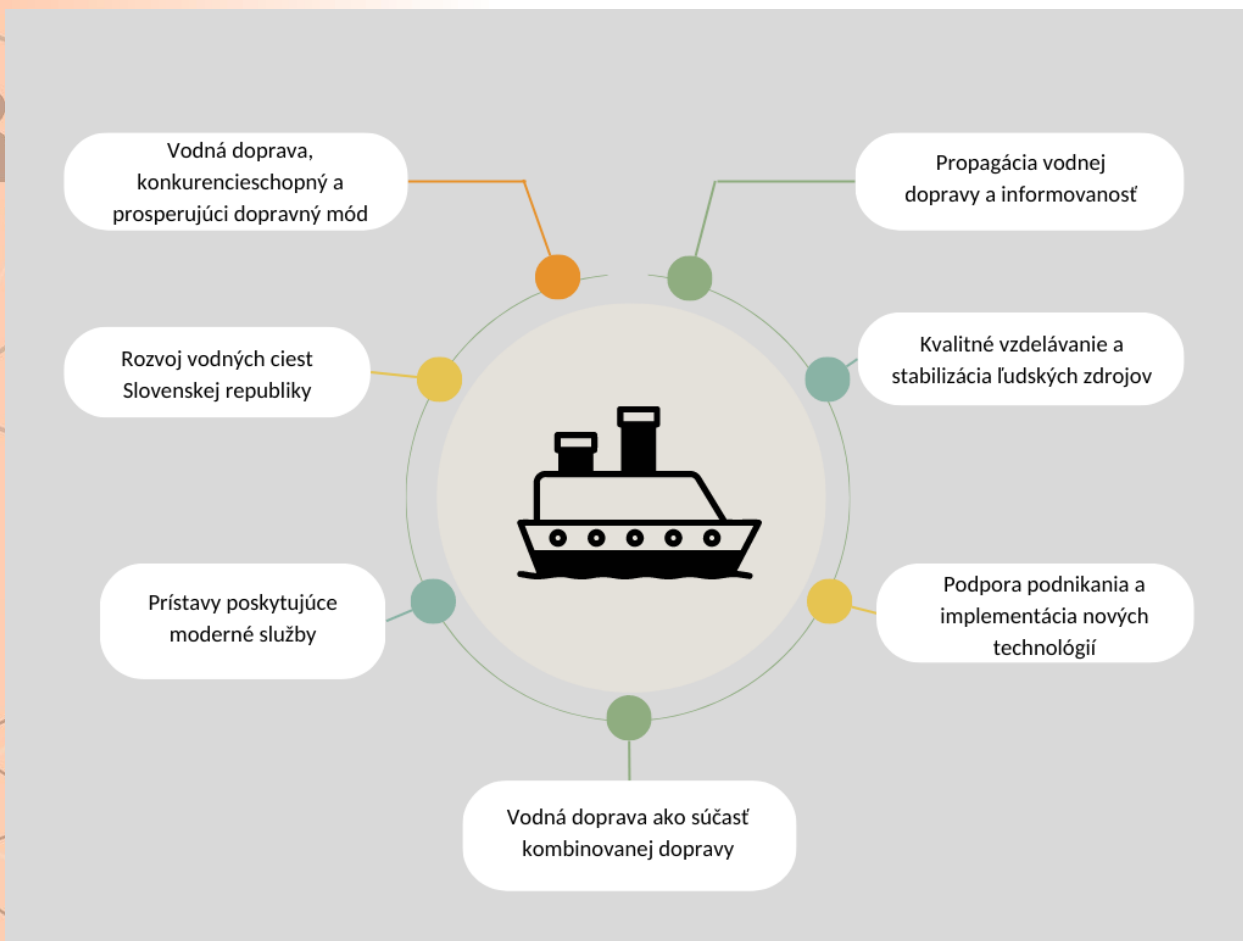 Vodná doprava,
konkurencieschopný a
prosperujúci dopravný mód
Propagácia vodnej
dopravy a informovanosť
Rozvoj vodných ciest
Slovenskej republiky
Kvalitné vzdelávanie a
stabilizácia ľudských zdrojov
Prístavy poskytujúce
moderné služby
Podpora podnikania a
implementácia nových
technológií
Vodná doprava ako súčasť
kombinovanej dopravy